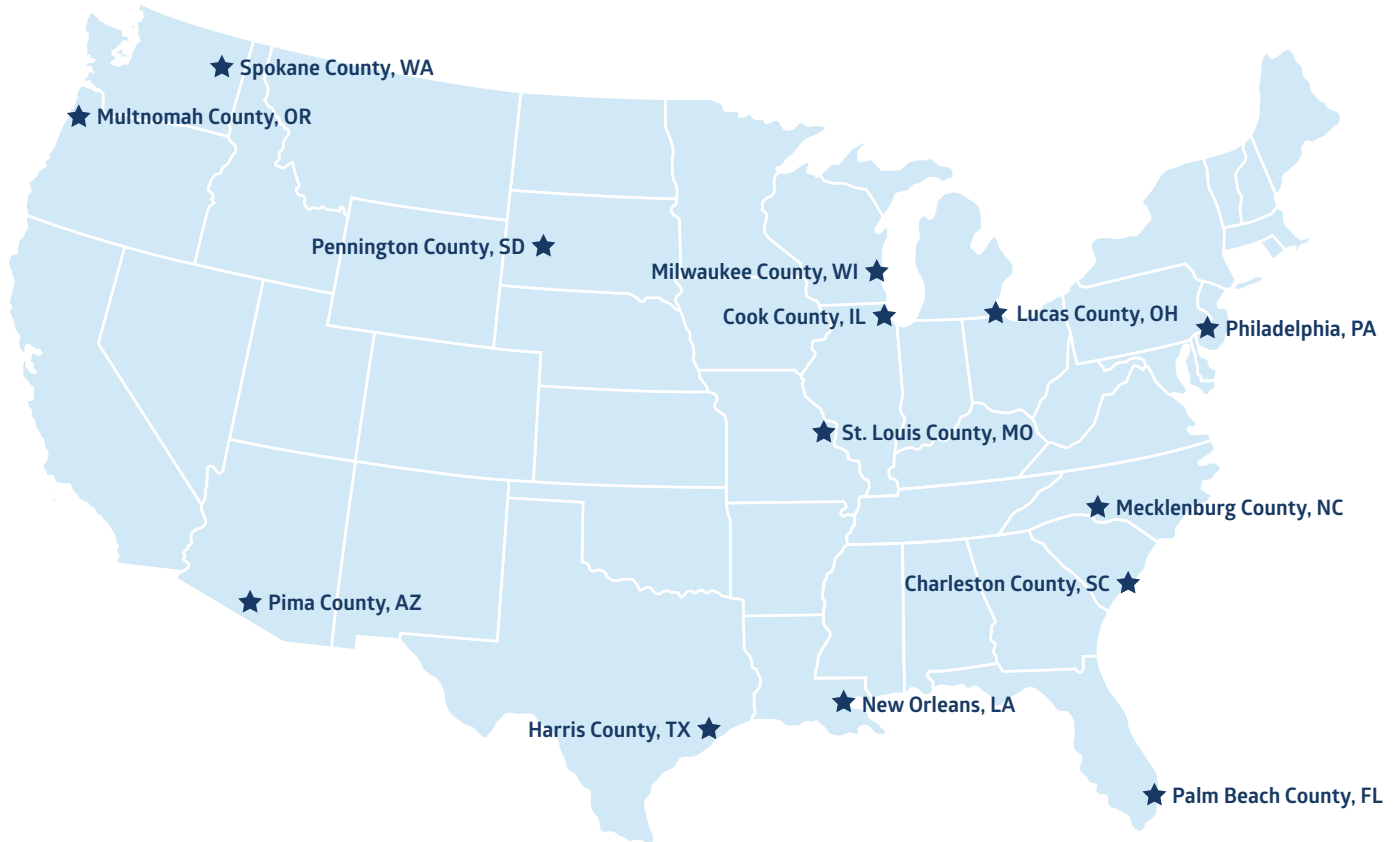 Spokane County, WA
Multnomah County, OR
Pennington County, SD
Milwaukee County, WI
Cook County, IL
Lucas County, OH
Philadelphia, PA
St. Louis County, MO
Mecklenburg County, NC
Charleston County, SC
Pima County, AZ
New Orleans, LA
Harris County, TX
Palm Beach County, FL